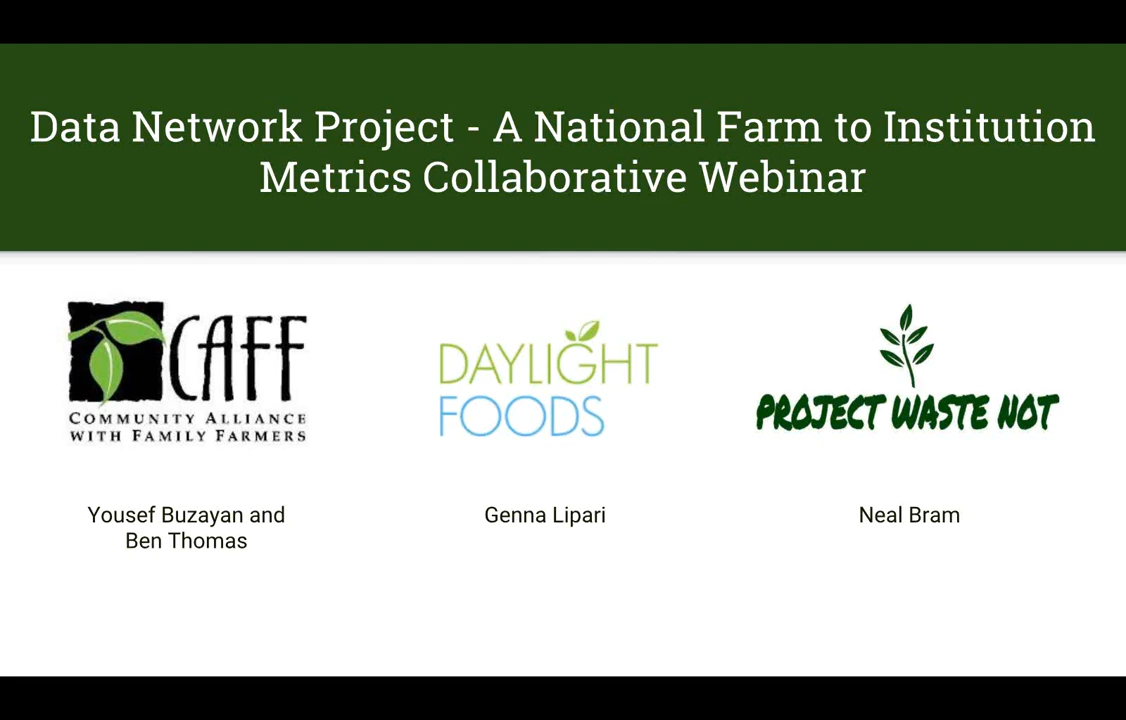 Data Network Project - A National Farm to Institution
Metrics Collaborative Webinar
CAFF
COMMUNITY ALLIANCE
WITH FAMILY FARMERS
DAYLIGHT
FOODS
PROJECT WASTE NOT
Yousef Buzayan and
Ben Thomas
Genna Lipari
Neal Bram